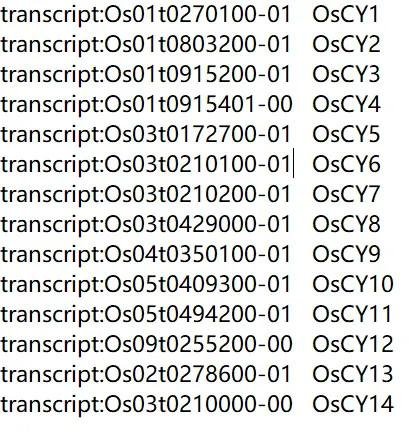 transcript:Os01t0270100-01 OsCY1
transcript:Os01t0803200-01 OsCY2
transcript:Os01t0915200-01 OsCY3
transcript:Os01t0915401-00 OsCY4
transcript:Os03t0172700-01 OsCY5
transcript:Os03t0210100-01 OsCY6
transcript:Os03t0210200-01 OsCY7
transcript:Os03t0429000-01 OsCY8
transcript:Os04t0350100-01 OsCY9
transcript:Os05t0409300-01 OsCY10
transcript:Os05t0494200-01 OsCY11
transcript:Os09t0255200-00 OsCY12
transcript:Os02t0278600-01 OsCY13
transcript:Os03t0210000-00 OsCY14